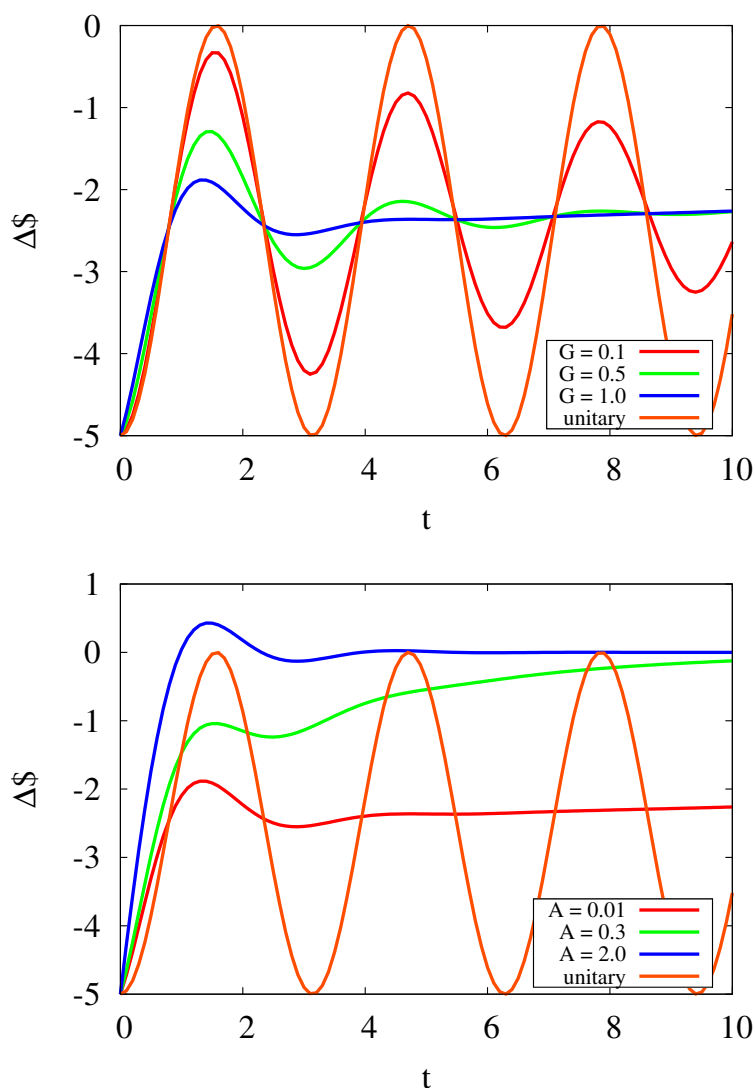 0
-1
-2
Δ$
-3
-4
-5
G = 0.1
G = 0.5
G = 1.0
unitary
0 2 4 6 8 10
t
1
0
-1
Δ$
-2
-3
-4
-5
A = 0.01
A = 0.3
A = 2.0
unitary
0 2 4 6 8 10
t